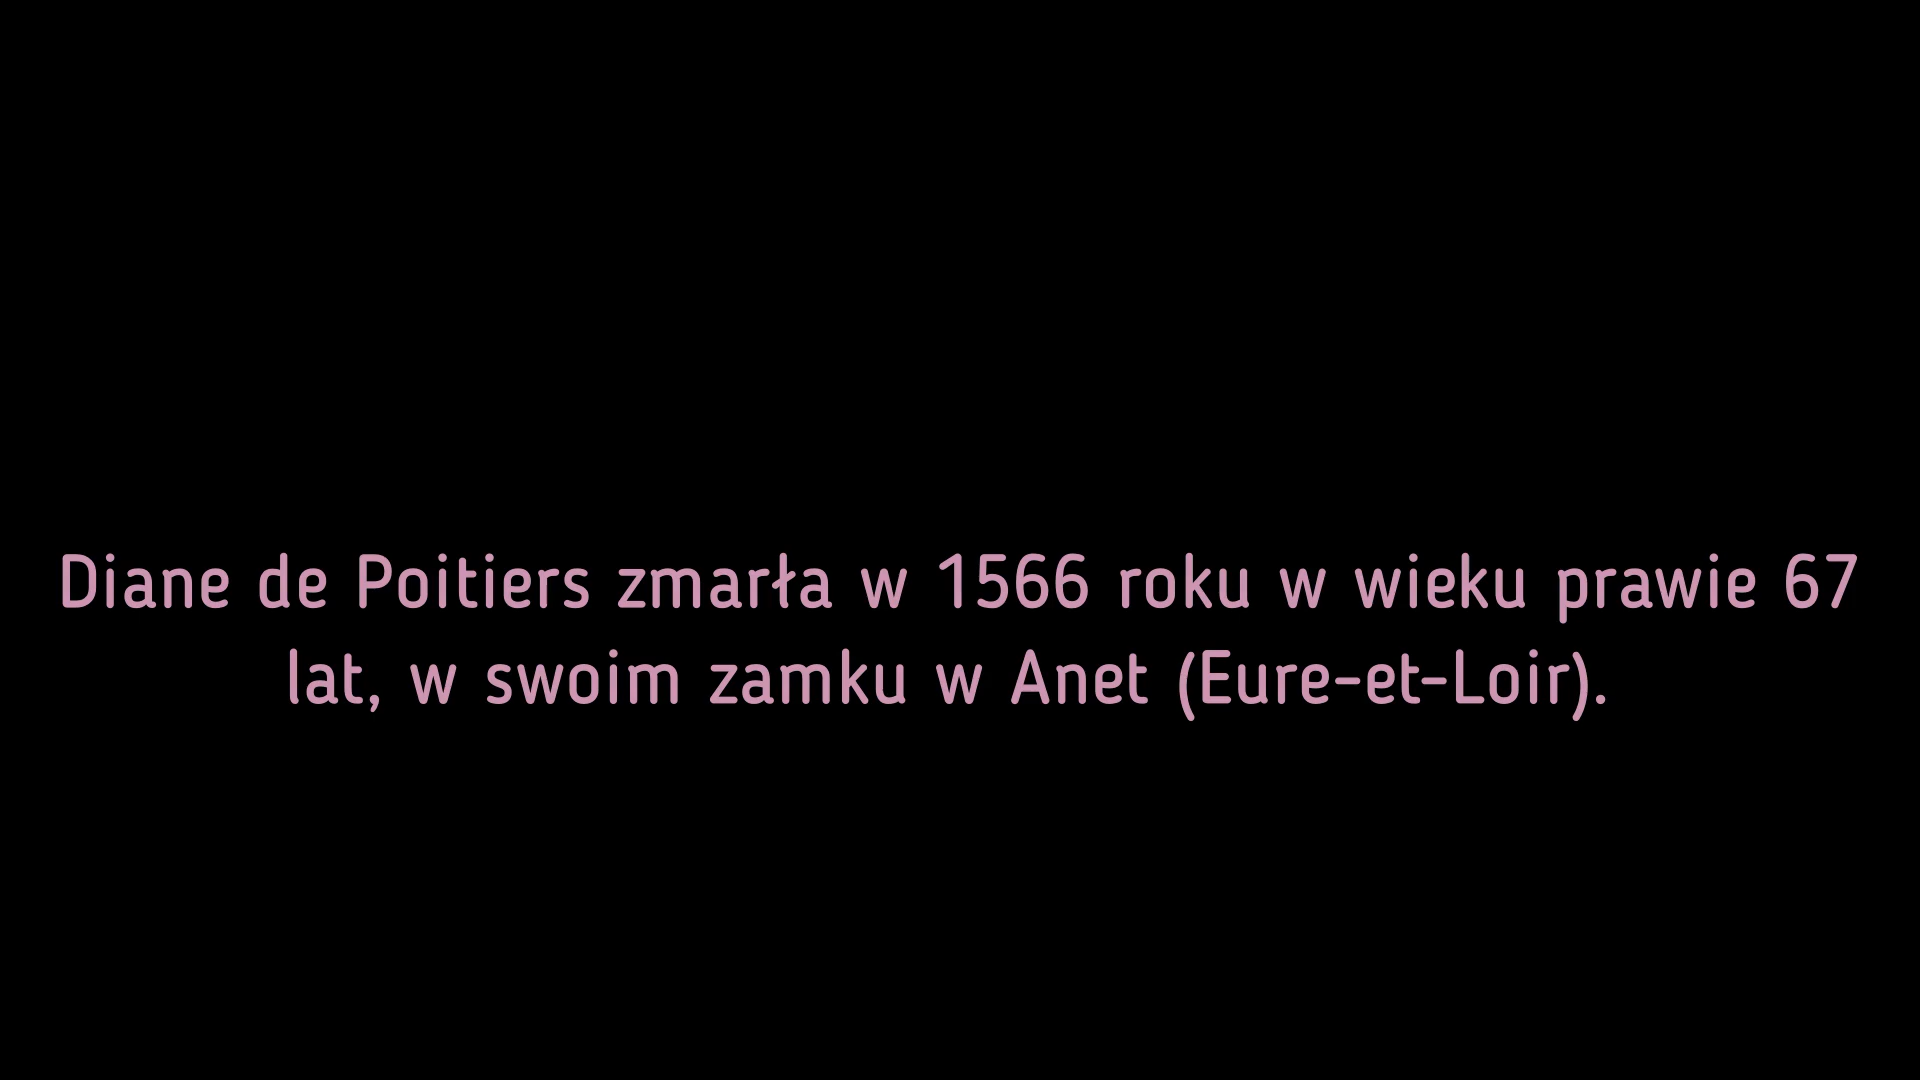 Diane de Poitiers zmarła w 1566 roku w wieku prawie 67
lat, w swoim zamku w Anet (Eure-et-Loir).